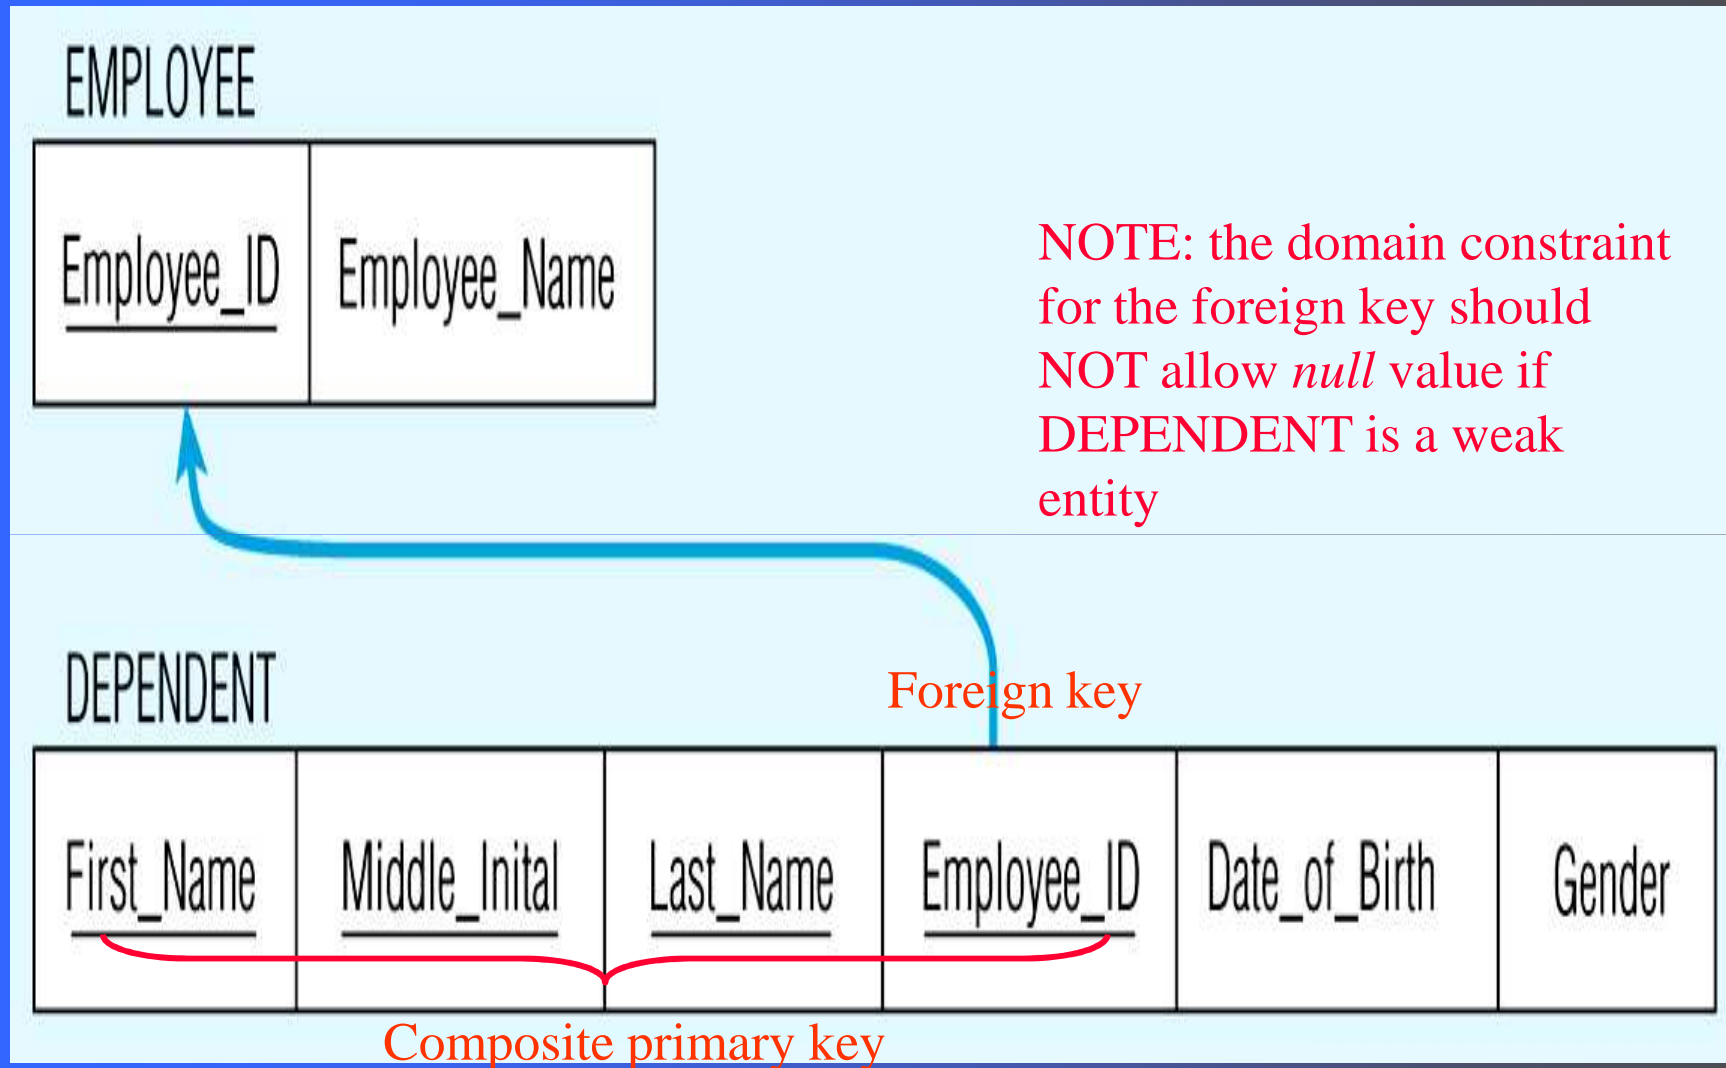 EMPLOYEE
Employee_ID Employee_Name
NOTE: the domain constraint
for the foreign key should
NOT allow null value if
DEPENDENT is a weak
entity
DEPENDENT
Foreign key
First_Name Middle_Inital Last_Name Employee_ID Date_of_Birth Gender
Composite primary key